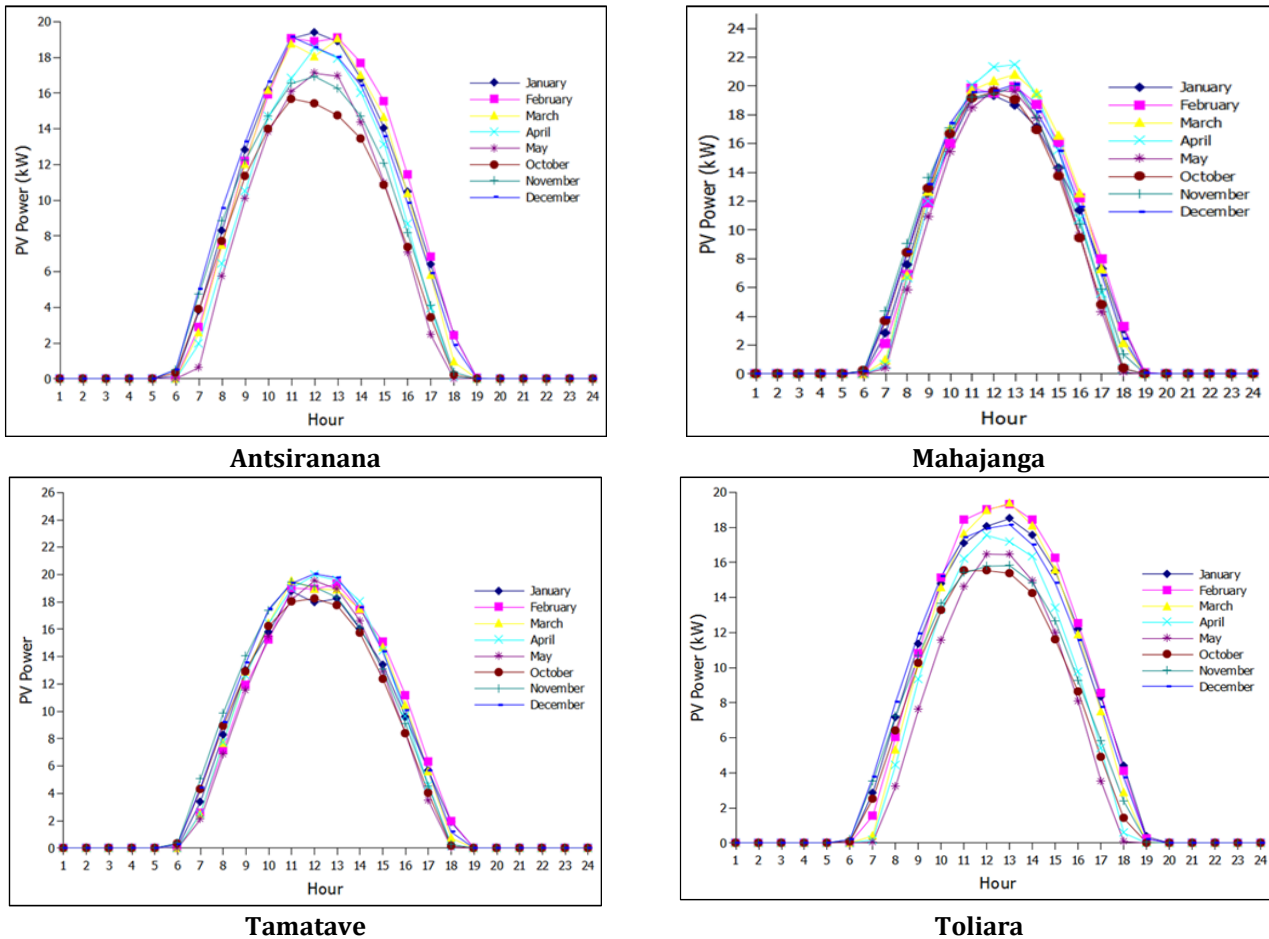 20
18
16
14
12
10
8
6
4
2
0
PV Power (kW)
1 2 3 4 5 6 7 8 9 10 11 12 13 14 15 16 17 18 19 20 21 22 23 24
Hour
January
February
March
April
May
October
November
December
Antsiranana
24
22
20
18
16
14
12
10
8
6
4
2
0
PV Power (kW)
1 2 3 4 5 6 7 8 9 10 11 12 13 14 15 16 17 18 19 20 21 22 23 24
Hour
January
February
March
April
May
October
November
December
Mahajanga
26
24
22
20
18
16
14
12
10
8
6
4
2
0
PV Power
1 2 3 4 5 6 7 8 9 10 11 12 13 14 15 16 17 18 19 20 21 22 23 24
Hour
January
February
March
April
May
October
November
December
Tamatave
20
18
16
14
12
10
8
6
4
2
0
PV Power (kW)
1 2 3 4 5 6 7 8 9 10 11 12 13 14 15 16 17 18 19 20 21 22 23 24
Hour
January
February
March
April
May
October
November
December
Toliara